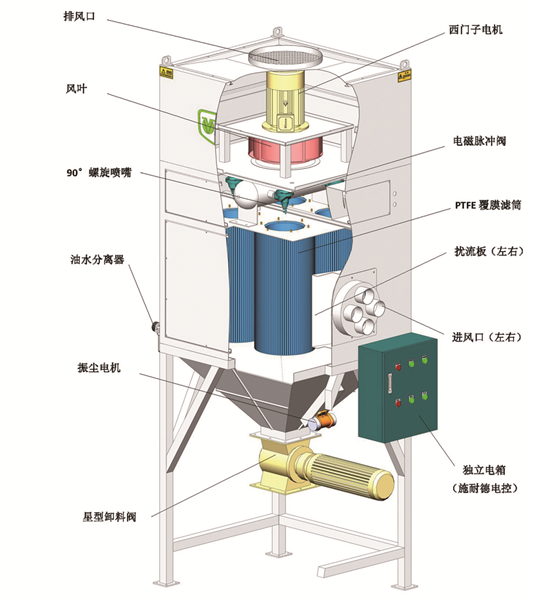 排风口
西门子电机
风叶
电磁脉冲阀
90°螺旋喷嘴
PTFE 覆膜滤筒
扰流板（左右）
油水分离器
进风口（左右）
振尘电机
独立电箱
（施耐德电控）
星型卸料阀